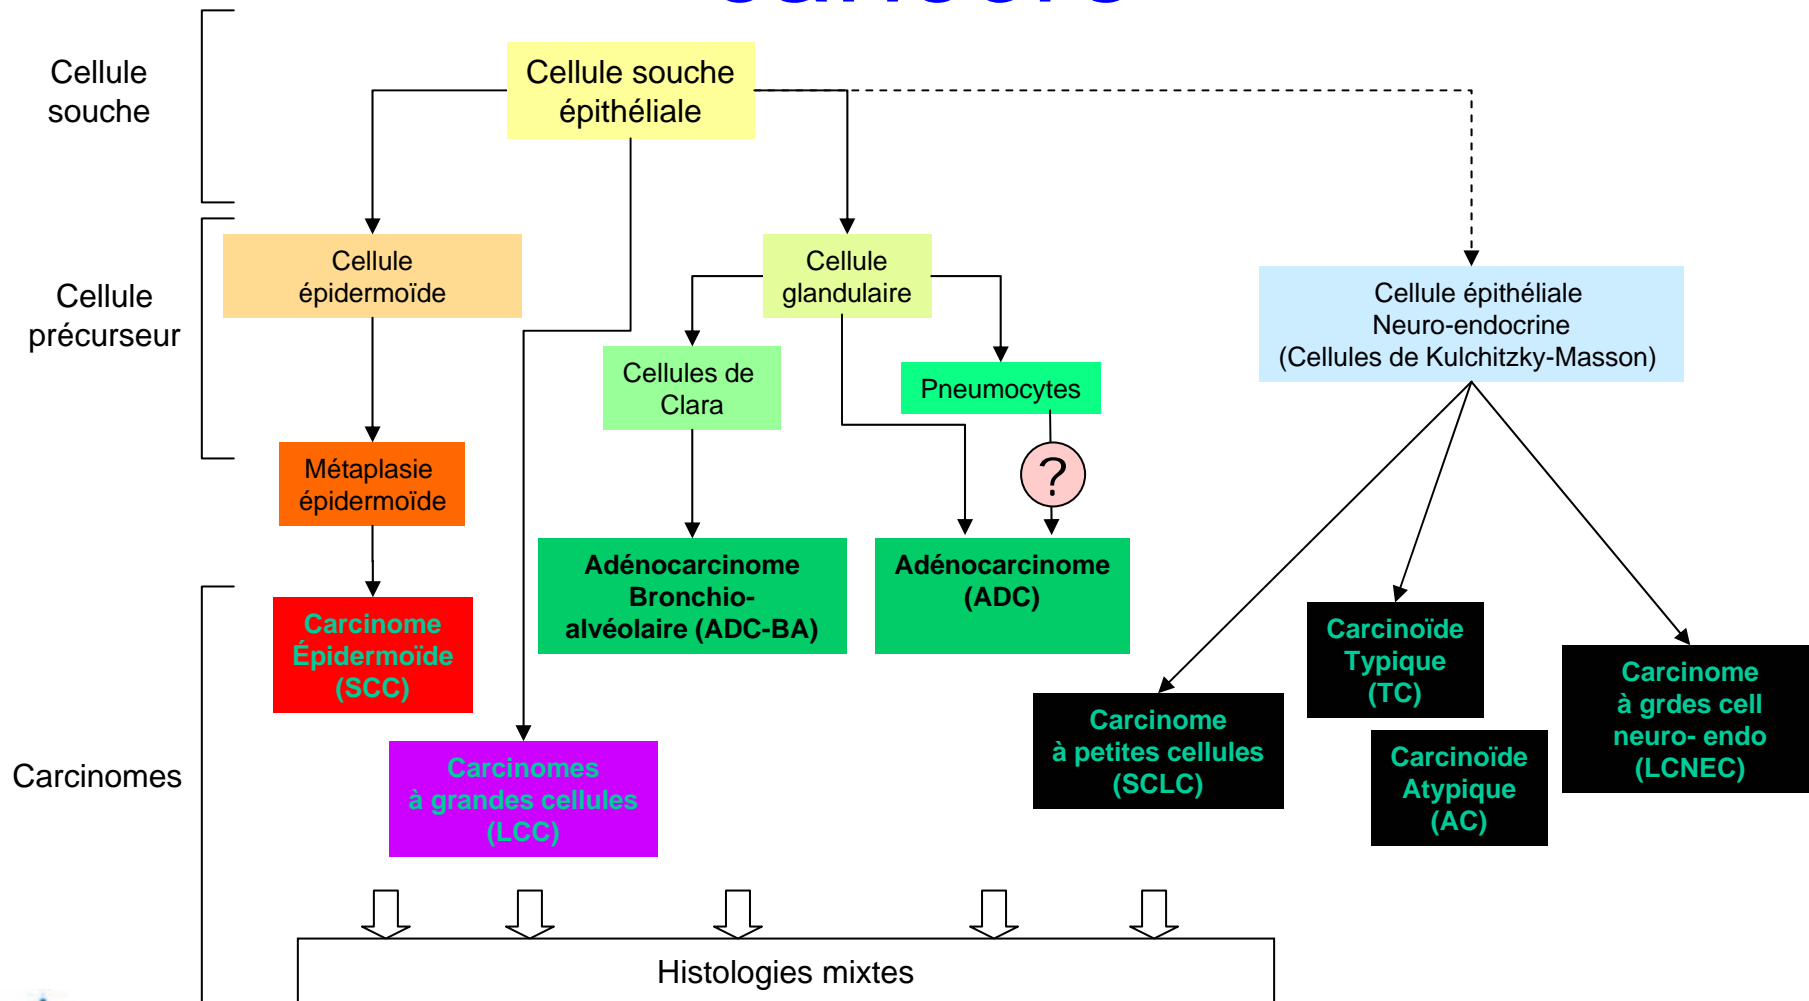 Cellule
souche
Cellule souche
épithéliale
Cellule
précurseur
Cellule
épidermoïde
Cellule
glandulaire
Cellule épithéliale
Neuro-endocrine
(Cellules de Kulchitzky-Masson)
Cellules de
Clara
Pneumocytes
Métaplasie
épidermoïde
?
Adénocarcinome
Bronchio-
alvéolaire (ADC-BA)
Adénocarcinome
(ADC)
Carcinomes
Carcinome
Épidermoïde
(SCC)
Carcinomes
à grandes cellules
(LCC)
Carcinome
à petites cellules
(SCLC)
Carcinoïde
Typique
(TC)
Carcinoïde
Atypique
(AC)
Carcinome
à grdes cell
neuro- endo
(LCNEC)
Histologies mixtes